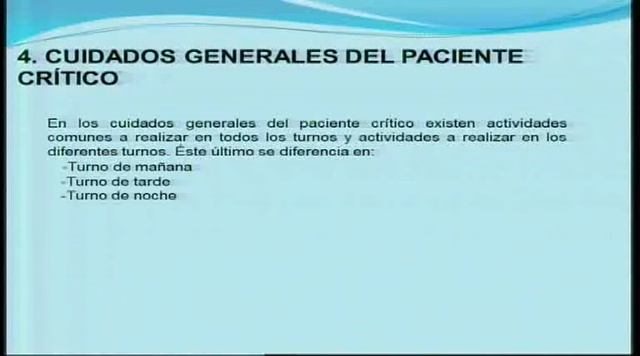 4. CUIDADOS GENERALES DEL PACIENTE
CRÍTICO
En los cuidados generales del paciente crítico existen actividades
comunes a realizar en todos los turnos y actividades a realizar en los
diferentes turnos. Éste último se diferencia en:
-Turno de mañana
-Turno de tarde
-Turno de noche